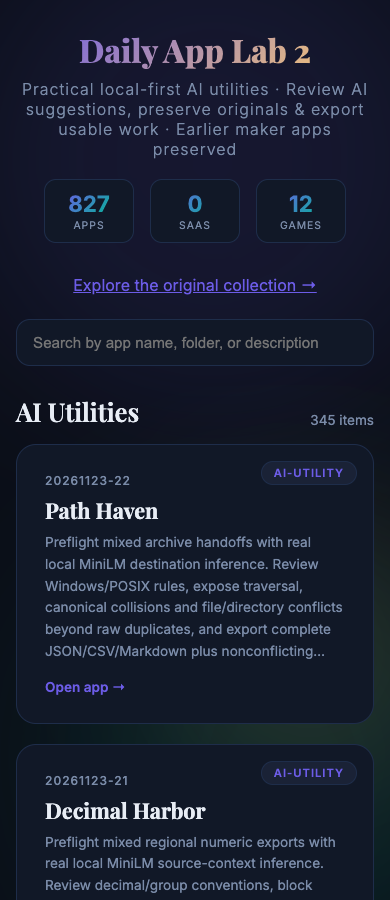 Daily App Lab 2
Practical local-first AI utilities · Review AI
suggestions, preserve originals & export
usable work · Earlier maker apps
preserved
827
APPS
0
SAAS
12
GAMES
Explore the original collection →
Search by app name, folder, or description
AI Utilities
345 items
20261123-22
AI-UTILITY
Path Haven
Preflight mixed archive handoffs with real
local MiniLM destination inference. Review
Windows/POSIX rules, expose traversal,
canonical collisions and file/directory conflicts
beyond raw duplicates, and export complete
JSON/CSV/Markdown plus nonconflicting...
Open app →
20261123-21
AI-UTILITY
Decimal Harbor
Preflight mixed regional numeric exports with
real local MiniLM source-context inference.
Review decimal/group conventions, block